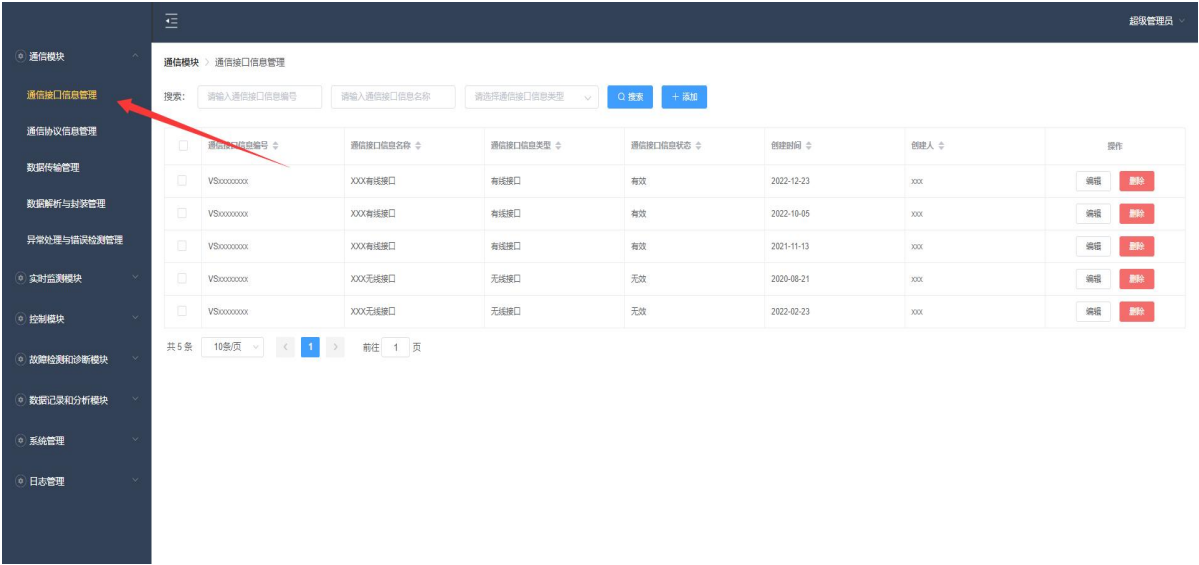 超级管理员
通信模块
通信接口信息管理
通信协议信息管理
数据传输管理
数据解析与封装管理
异常处理与错误检测管理
实时监测模块
控制模块
故障检测和诊断模块
数据记录和分析模块
系统管理
日志管理
通信模块 > 通信接口信息管理
搜索: 请输入通信接口信息编号 请输入通信接口信息名称 请选择通信接口信息类型 搜索 + 添加
通信接口信息编号 通信接口信息名称 通信接口信息类型 通信接口信息状态 创建时间 创建人 操作
VSxxxxxxxx XXX有线接口 有线接口 有效 2022-12-23 xxx 编辑 删除
VSxxxxxxxx XXX有线接口 有线接口 有效 2022-10-05 xxx 编辑 删除
VSxxxxxxxx XXX有线接口 有线接口 有效 2021-11-13 xxx 编辑 删除
VSxxxxxxxx XXX无线接口 无线接口 无效 2020-08-21 xxx 编辑 删除
VSxxxxxxxx XXX无线接口 无线接口 无效 2022-02-23 xxx 编辑 删除
共 5 条 10条/页 < 1 > 前往 1 页